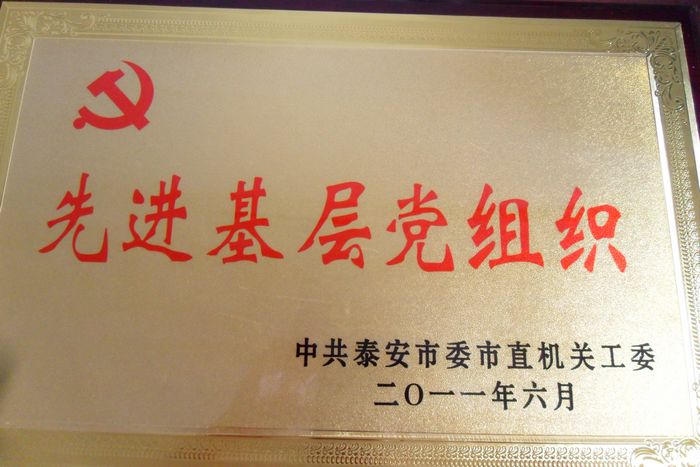 先进基层党组织
中共泰安市委市直机关工委
二〇一一年六月